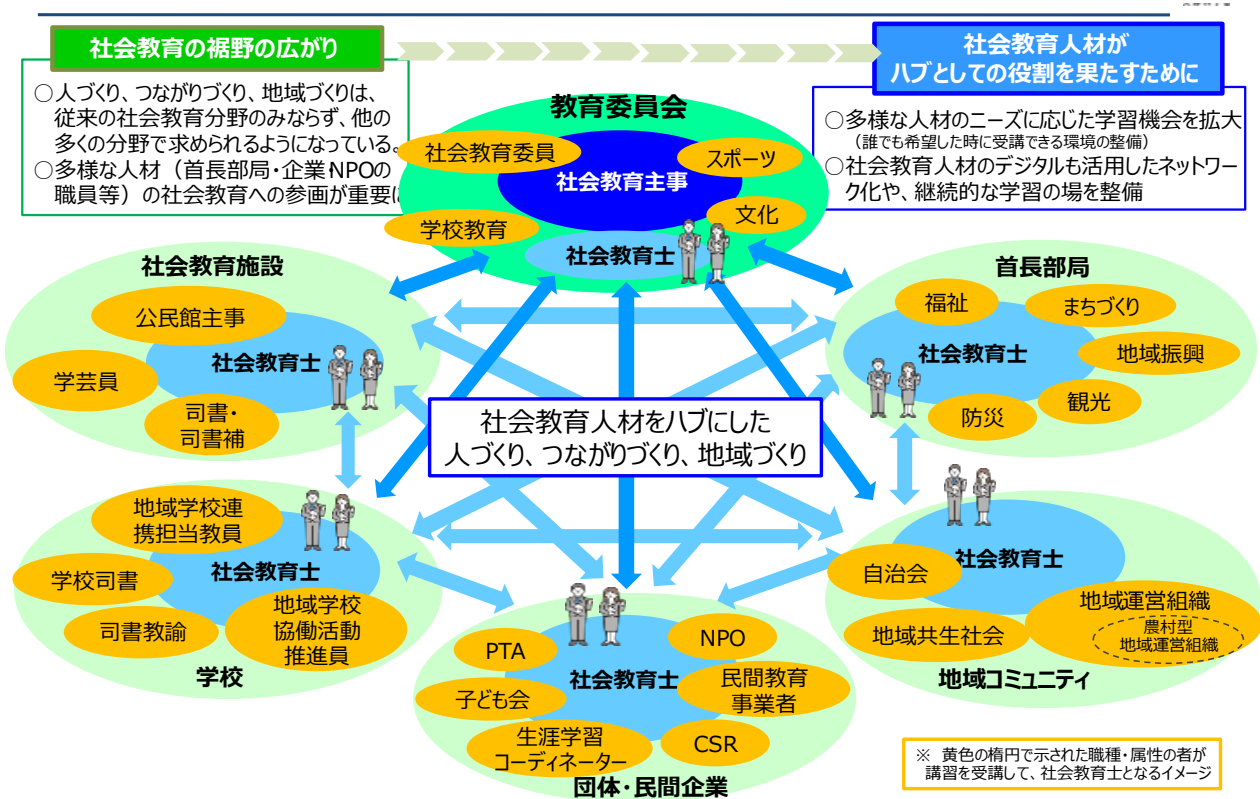 社会教育の裾野の広がり
○人づくり、つながりづくり、地域づくりは、
従来の社会教育分野のみならず、他の
多くの分野で求められるようになっている。
○多様な人材（首長部局・企業・NPOの
職員等）の社会教育への参画が重要に
社会教育人材が
ハブとしての役割を果たすために
○多様な人材のニーズに応じた学習機会を拡大
（誰でも希望した時に受講できる環境の整備）
○社会教育人材のデジタルも活用したネットワー
ク化や、継続的な学習の場を整備
教育委員会
社会教育委員
スポーツ
社会教育主事
文化
学校教育
社会教育士
社会教育施設
公民館主事
社会教育士
学芸員
司書・
司書補
首長部局
福祉
まちづくり
社会教育士
地域振興
観光
防災
社会教育人材をハブにした
人づくり、つながりづくり、地域づくり
地域学校連
携担当教員
学校司書
社会教育士
地域学校
協働活動
推進員
司書教諭
学校
PTA
NPO
社会教育士
子ども会
民間教育
事業者
生涯学習
コーディネーター
CSR
団体・民間企業
社会教育士
自治会
地域運営組織
農村型
地域運営組織
地域共生社会
地域コミュニティ
※ 黄色の楕円で示された職種・属性の者が
講習を受講して、社会教育士となるイメージ